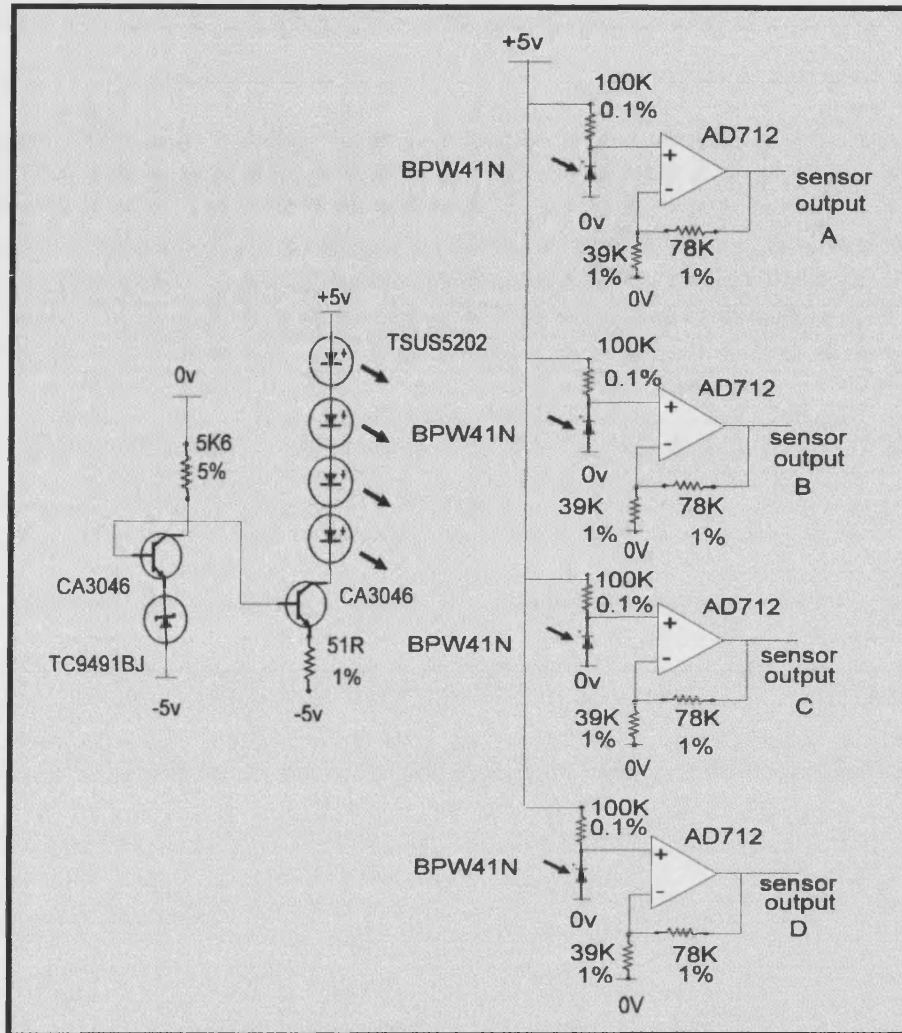 +5v
100K
0.1%
AD712
BPW41N
sensor
output
A
0v
39K
1%
78K
1%
0V
+5v
TSUS5202
0v
5K6
5%
CA3046
TC9491BJ
-5v
CA3046
51R
1%
-5v
100K
0.1%
AD712
BPW41N
sensor
output
B
0v
39K
1%
78K
1%
0V
100K
0.1%
AD712
BPW41N
sensor
output
C
0v
39K
1%
78K
1%
0V
100K
0.1%
AD712
BPW41N
sensor
output
D
0v
39K
1%
78K
1%
0V